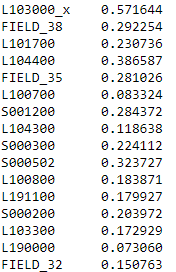 L103000_x 0.571644
FIELD_38 0.292254
L101700 0.230736
L104400 0.386587
FIELD_35 0.281026
L100700 0.083324
S001200 0.284372
L104300 0.118638
S000300 0.224112
S000502 0.323727
L100800 0.183871
L191100 0.179927
S000200 0.203972
L103300 0.172929
L190000 0.073060
FIELD_32 0.150763